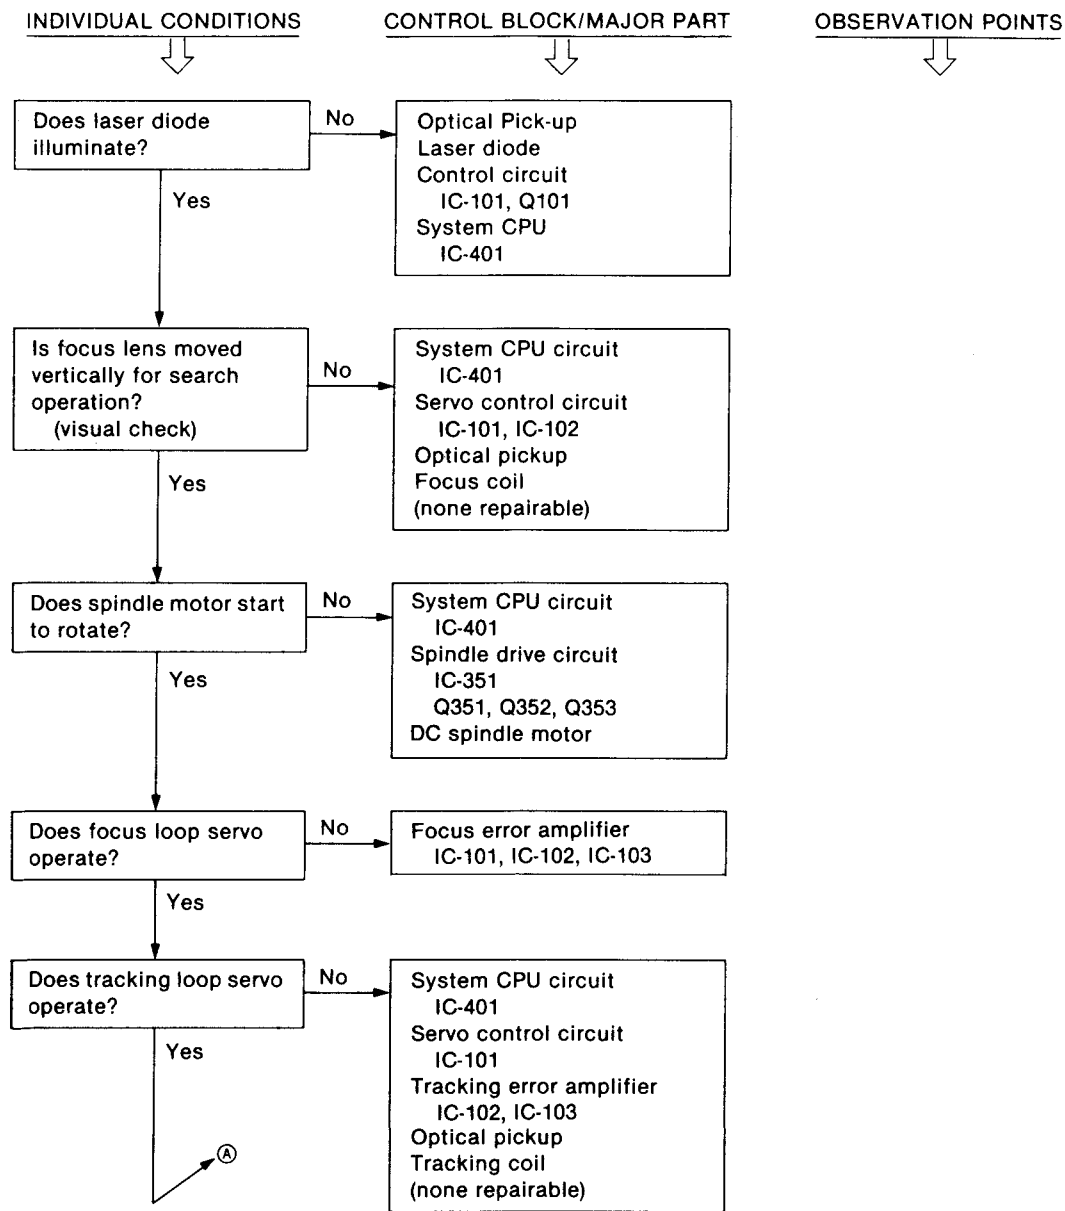 INDIVIDUAL CONDITIONS
CONTROL BLOCK/MAJOR PART
OBSERVATION POINTS
Does laser diode
illuminate?
No
Optical Pick-up
Laser diode
Control circuit
IC-101, Q101
System CPU
IC-401
Yes
Is focus lens moved
vertically for search
operation?
(visual check)
No
System CPU circuit
IC-401
Servo control circuit
IC-101, IC-102
Optical pickup
Focus coil
(none repairable)
Yes
Does spindle motor start
to rotate?
No
System CPU circuit
IC-401
Spindle drive circuit
IC-351
Q351, Q352, Q353
DC spindle motor
Yes
Does focus loop servo
operate?
No
Focus error amplifier
IC-101, IC-102, IC-103
Yes
Does tracking loop servo
operate?
No
System CPU circuit
IC-401
Servo control circuit
IC-101
Tracking error amplifier
IC-102, IC-103
Optical pickup
Tracking coil
(none repairable)
Yes
Ⓐ